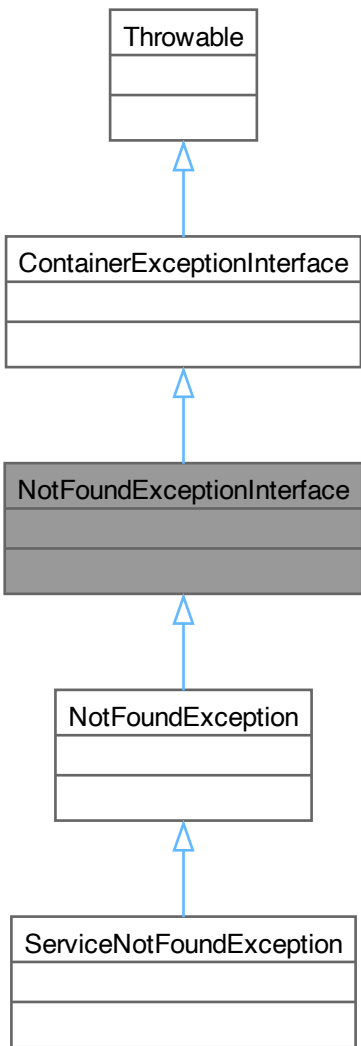 Throwable
ContainerExceptionInterface
NotFoundExceptionInterface
NotFoundException
ServiceNotFoundException